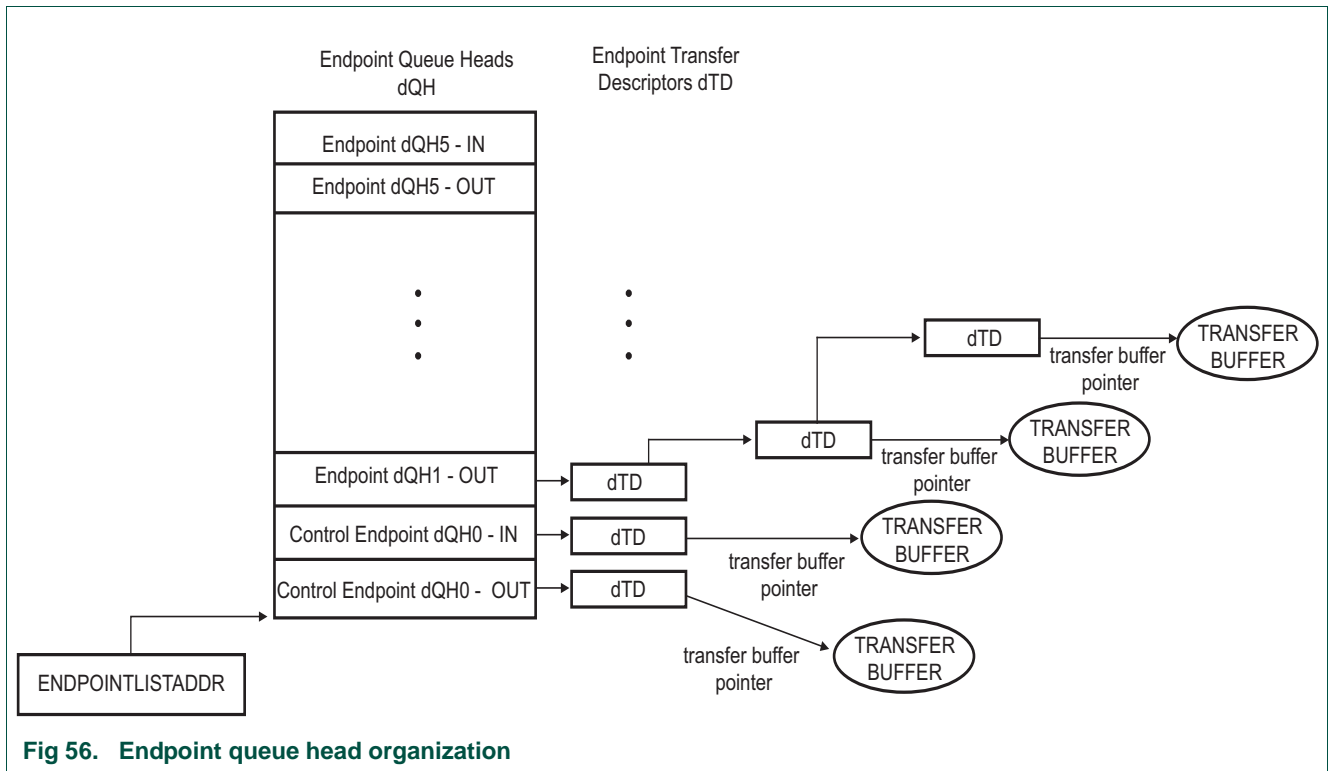 Endpoint Queue Heads
dQH
Endpoint Transfer
Descriptors dTD
Endpoint dQH5 - IN
Endpoint dQH5 - OUT
dTD
transfer buffer
pointer
TRANSFER
BUFFER
dTD
transfer buffer
pointer
TRANSFER
BUFFER
Endpoint dQH1 - OUT
dTD
Control Endpoint dQH0 - IN
dTD
transfer buffer
pointer
TRANSFER
BUFFER
Control Endpoint dQH0 - OUT
dTD
transfer buffer
pointer
TRANSFER
BUFFER
ENDPOINTLISTADDR
Fig 56. Endpoint queue head organization